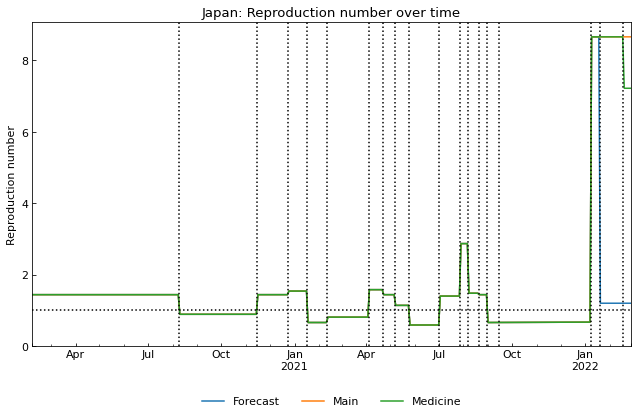 Japan: Reproduction number over time
Reproduction number
8
6
4
2
0
Apr Jul Oct Jan Apr Jul Oct Jan
2021 2022
Forecast Main Medicine